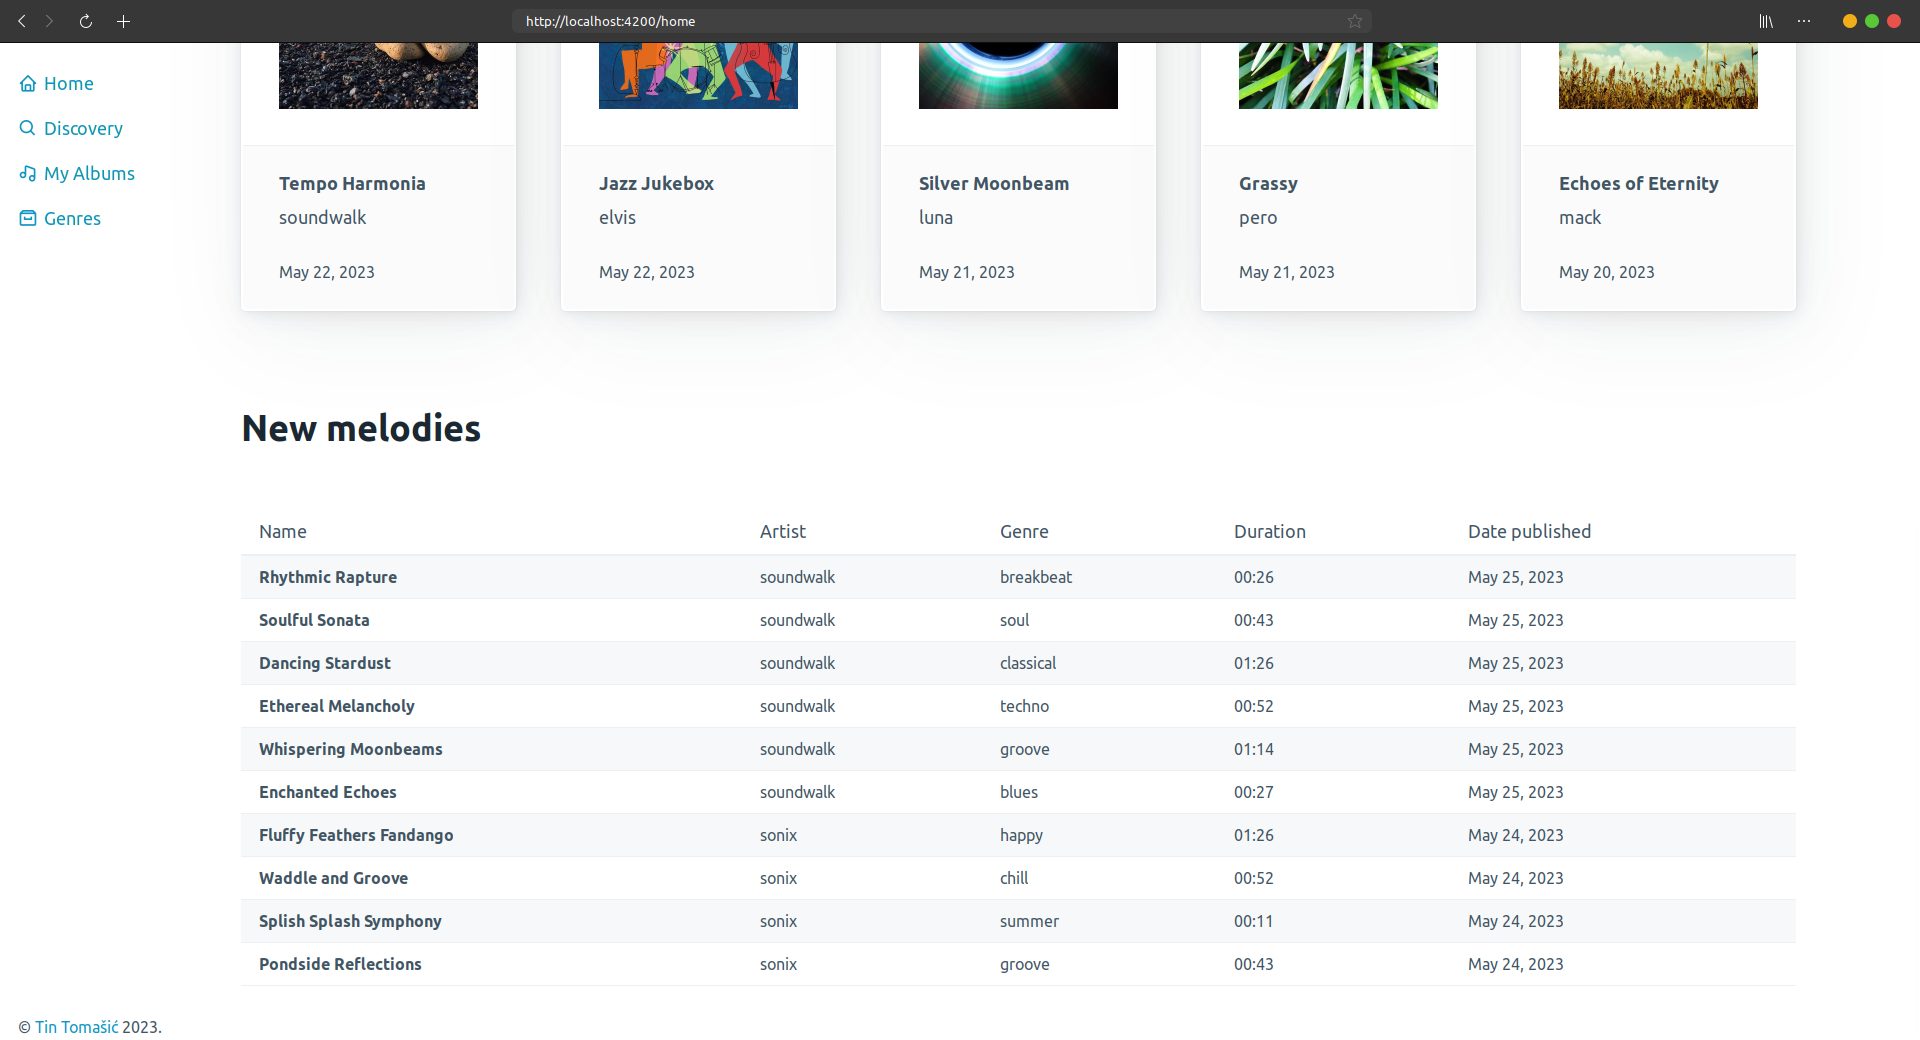 http://localhost:4200/home
Home
Discovery
My Albums
Genres
Tempo Harmonia
soundwalk
May 22, 2023
Jazz Jukebox
elvis
May 22, 2023
Silver Moonbeam
luna
May 21, 2023
Grassy
pero
May 21, 2023
Echoes of Eternity
mack
May 20, 2023
New melodies
Name Artist Genre Duration Date published
Rhythmic Rapture soundwalk breakbeat 00:26 May 25, 2023
Soulful Sonata soundwalk soul 00:43 May 25, 2023
Dancing Stardust soundwalk classical 01:26 May 25, 2023
Ethereal Melancholy soundwalk techno 00:52 May 25, 2023
Whispering Moonbeams soundwalk groove 01:14 May 25, 2023
Enchanted Echoes soundwalk blues 00:27 May 25, 2023
Fluffy Feathers Fandango sonix happy 01:26 May 24, 2023
Waddle and Groove sonix chill 00:52 May 24, 2023
Splish Splash Symphony sonix summer 00:11 May 24, 2023
Pondside Reflections sonix groove 00:43 May 24, 2023
© Tin Tomašić 2023.